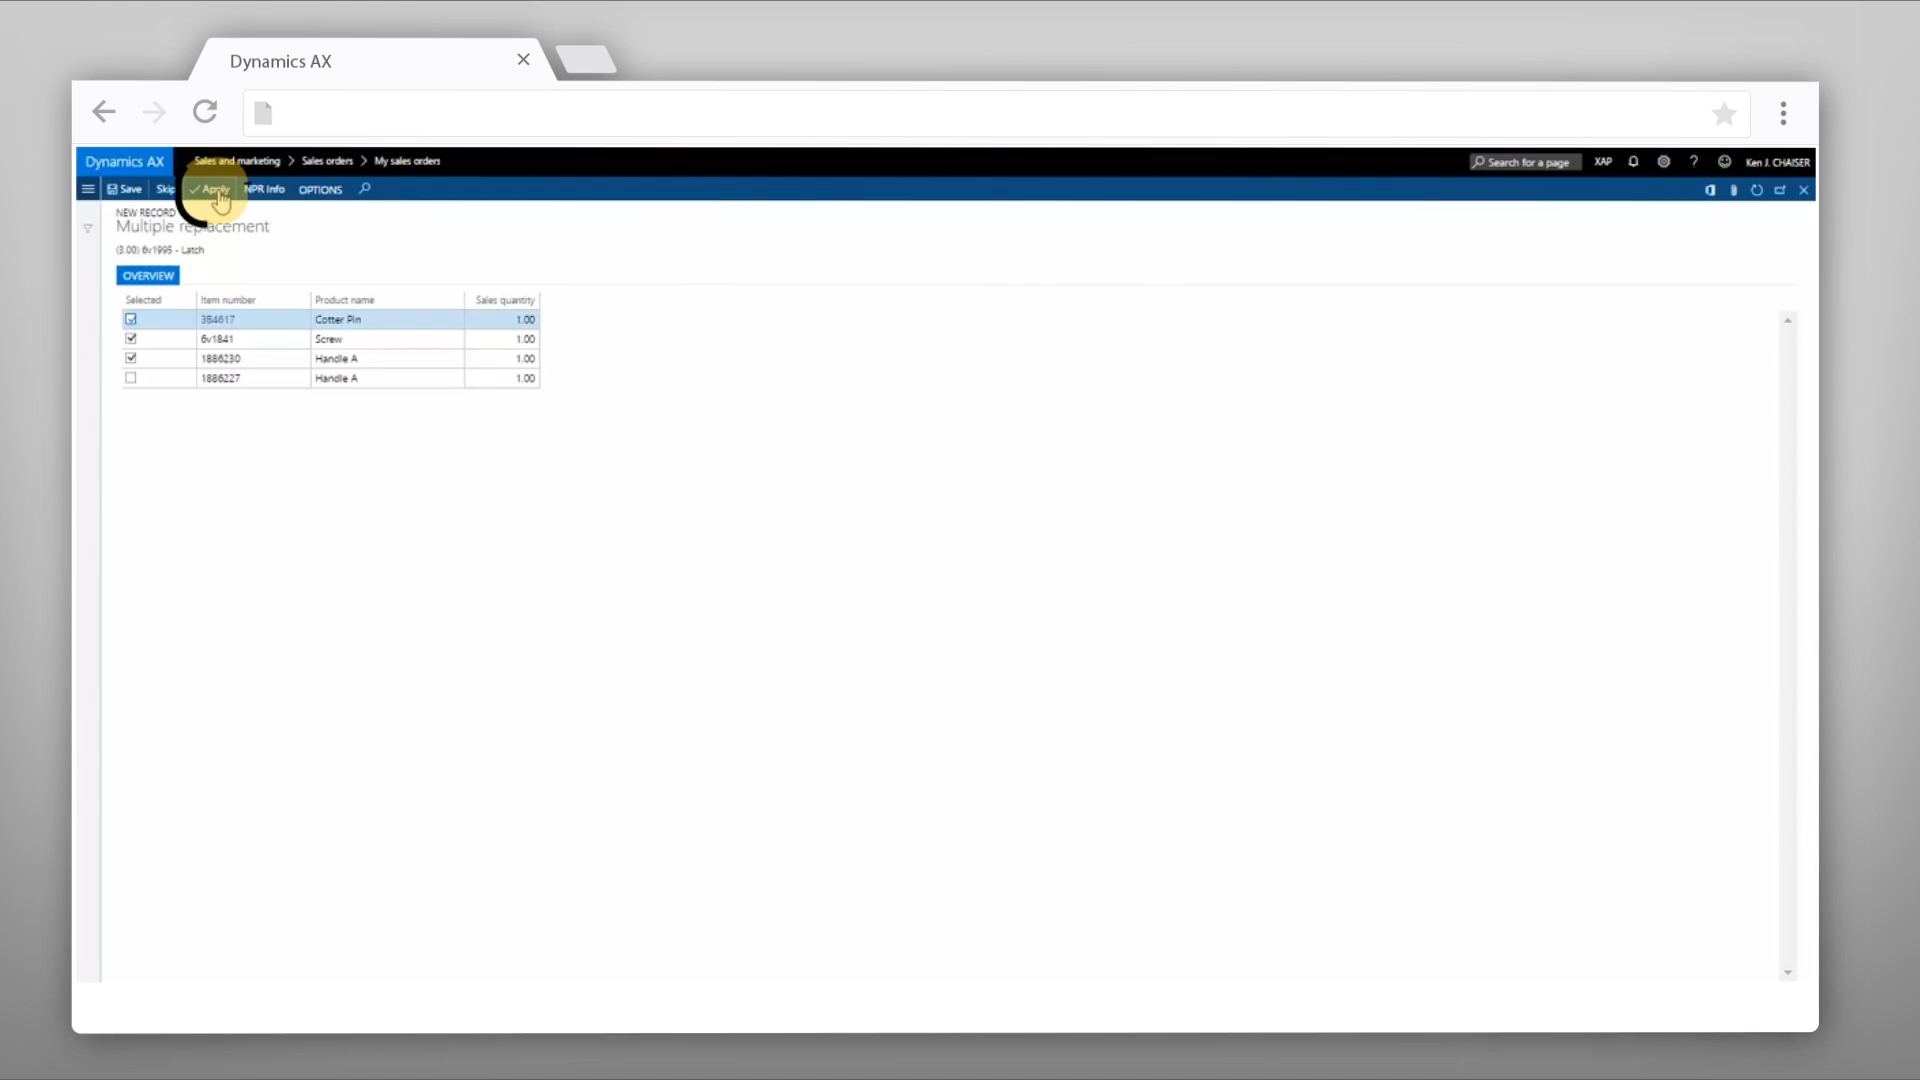 Dynamics AX
Dynamics AX Sales and marketing > Sales orders > My sales orders Search for a page XAP ? Ken J. CHAISER
Save Skip Apply NPR Info OPTIONS
NEW RECORD
Multiple replacement
(3.00) 6v1995 - Latch
OVERVIEW
Selected Item number Product name Sales quantity
3B4617 Cotter Pin 1.00
6v1841 Screw 1.00
1886230 Handle A 1.00
1886227 Handle A 1.00